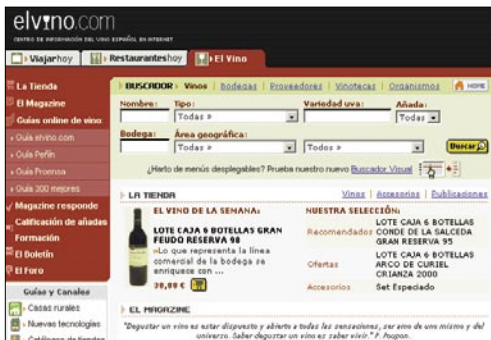 elvino.com
CENTRO DE INFORMACIÓN DEL VINO ESPAÑOL EN INTERNET
Viajarhoy
Restauranteshoy
El Vino
La Tienda
El Magazine
Guías online de vino:
Guía elvino.com
Guía Peñín
Guía Proensa
Guía 300 mejores
Magazine responde
Calificación de añadas
Formación
El Boletín
El Foro
Guías y Canales
Casas rurales
Nuevas tecnologías
Catálogos de tiendas
BUSCADOR Vinos | Bodegas | Proveedores | Vinotecas | Organismos
HOME
Nombre: Tipo: Variedad uva: Añada:
Todas » Todas
Bodega: Área geográfica:
Todas » Todos » Buscar
¿Harto de menús desplegables? Prueba nuestro nuevo Buscador Visual
LA TIENDA
Vinos | Accesorios | Publicaciones
EL VINO DE LA SEMANA:
LOTE CAJA 6 BOTELLAS GRAN
FEUDO RESERVA 98
»Lo que representa la línea
comercial de la bodega se
enriquece con ...
30,00 €
NUESTRA SELECCIÓN:
Recomendados LOTE CAJA 6 BOTELLAS
CONDE DE LA SALCEDA
GRAN RESERVA 95
Ofertas LOTE CAJA 6 BOTELLAS
ARCO DE CURIEL
CRIANZA 2000
Accesorios Set Especiado
EL MAGAZINE
"Degustar un vino es estar dispuesto y abierto a todas las sensaciones, ser amo de uno mismo y del
universo. Saber degustar un vino es saber vivir." F. Poupon.